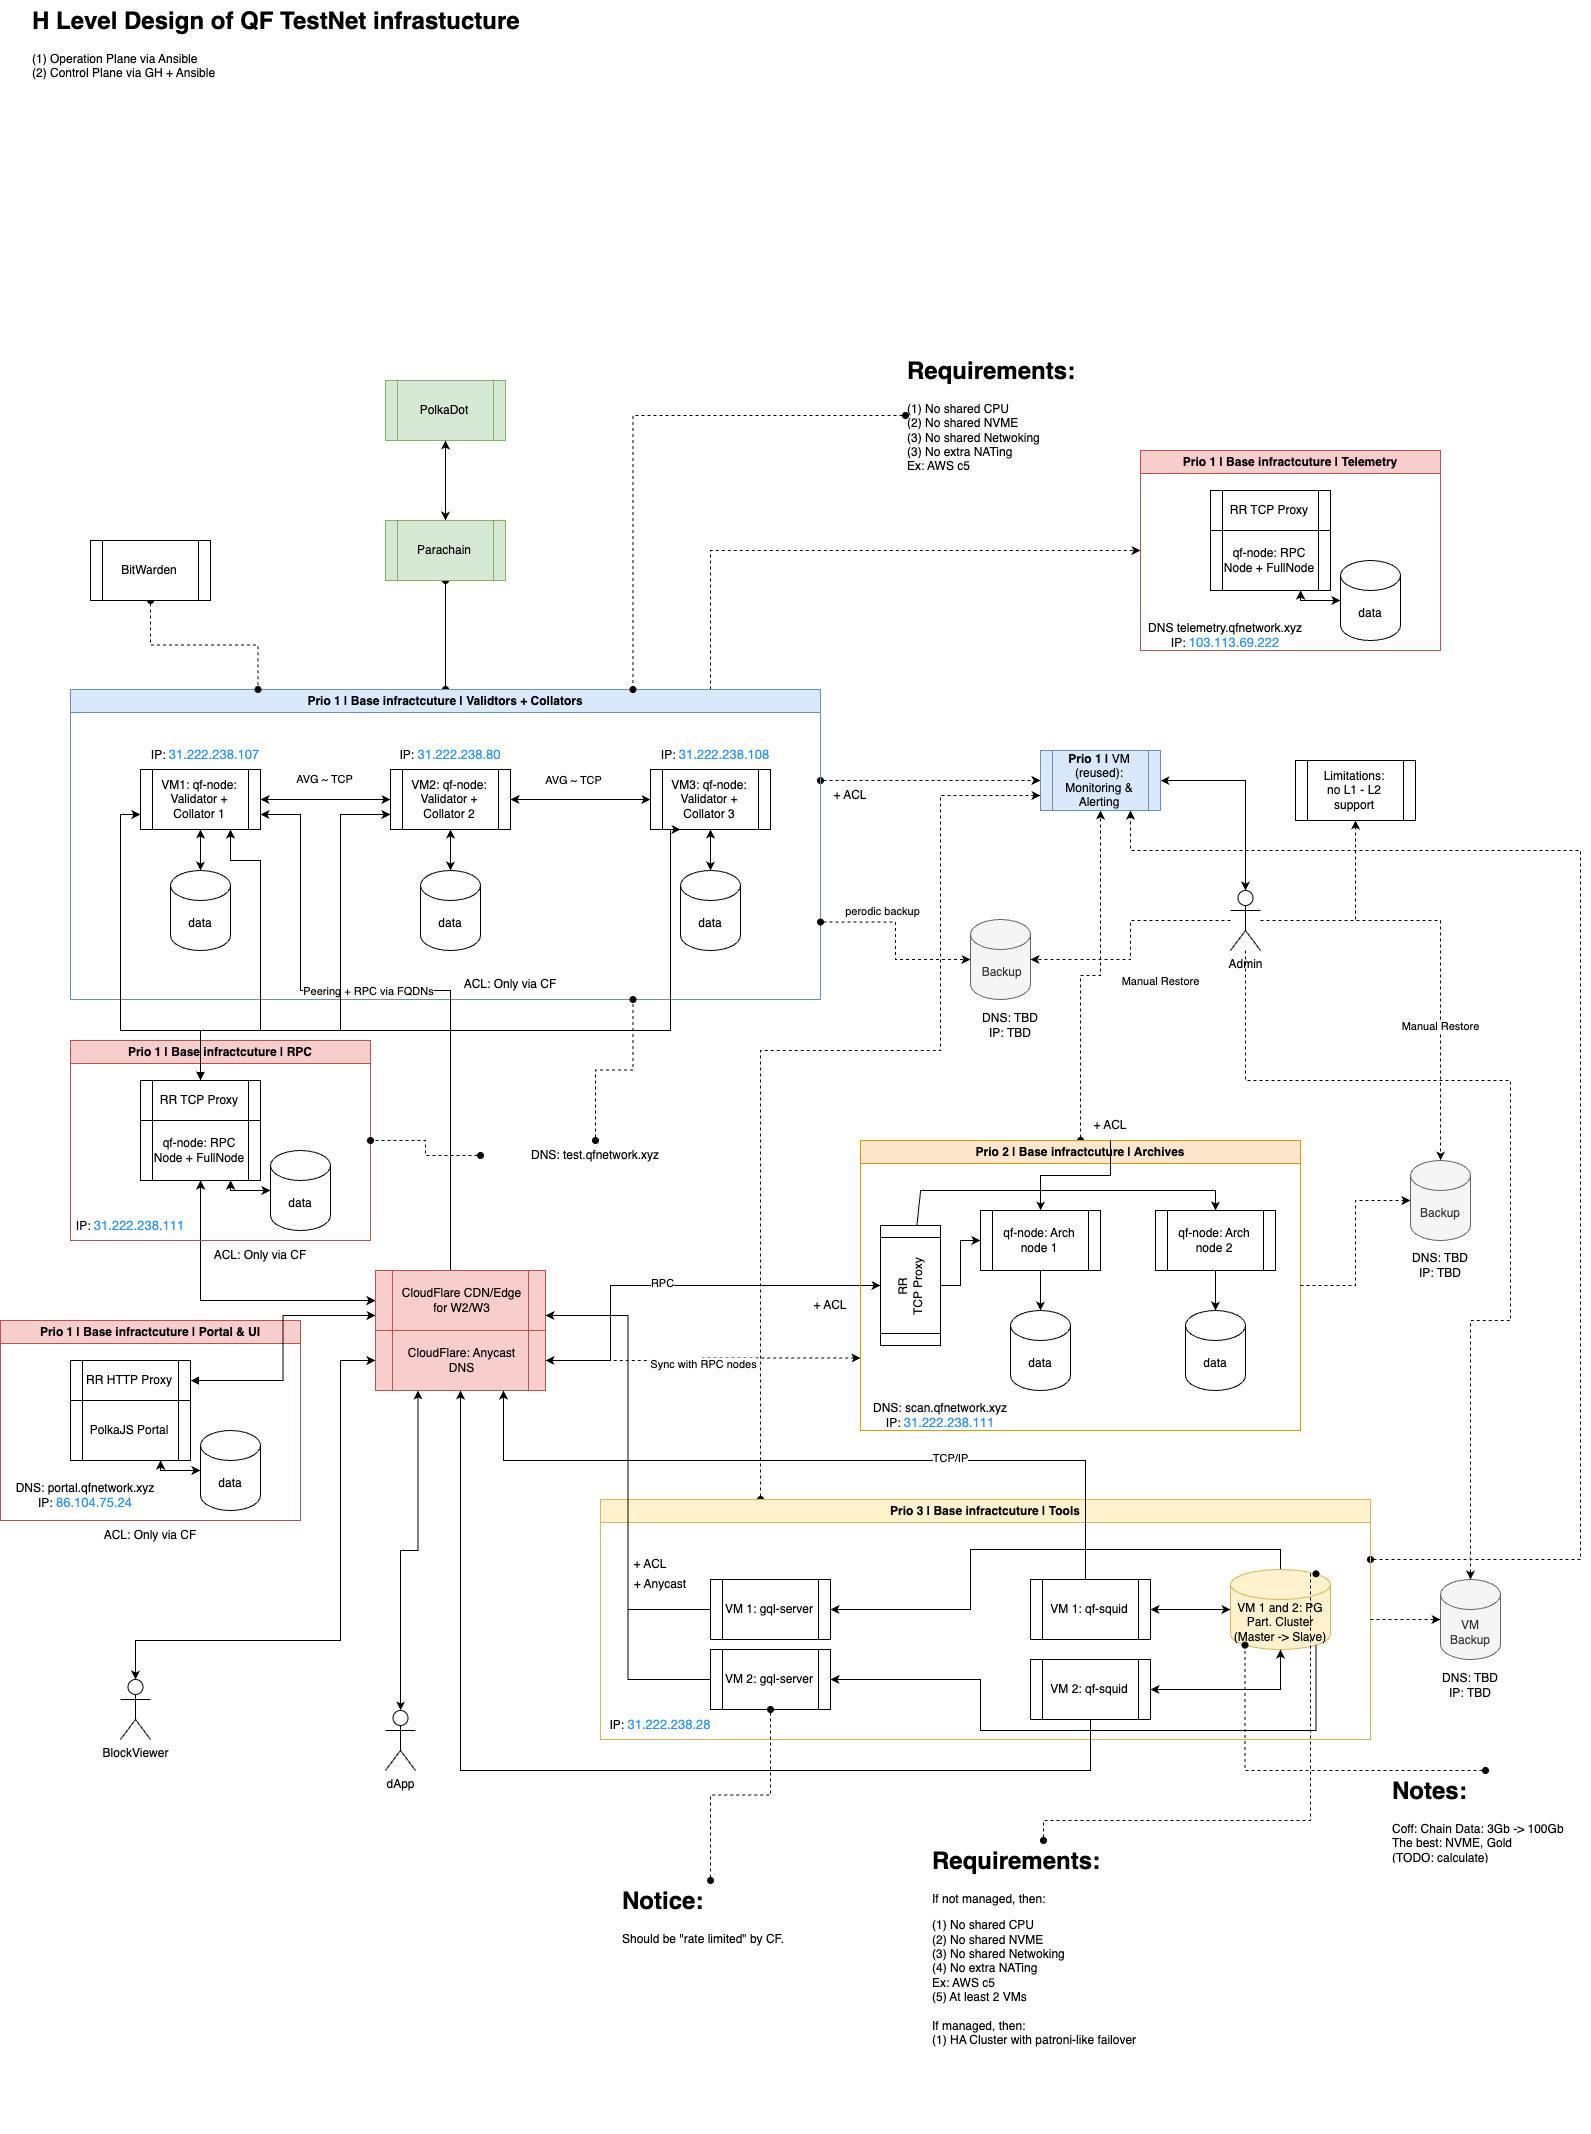 H Level Design of QF TestNet infrastucture
(1) Operation Plane via Ansible
(2) Control Plane via GH + Ansible
Requirements:
(1) No shared CPU
(2) No shared NVME
(3) No shared Netwoking
(3) No extra NATing
Ex: AWS c5
PolkaDot
Parachain
BitWarden
Prio 1 | Base infractcuture | Telemetry
RR TCP Proxy
qf-node: RPC
Node + FullNode
data
DNS telemetry.qfnetwork.xyz
IP: 103.113.69.222
Prio 1 | Base infractcuture | Validtors + Collators
IP: 31.222.238.107
IP: 31.222.238.80
IP: 31.222.238.108
VM1: qf-node:
Validator +
Collator 1
AVG ~ TCP
VM2: qf-node:
Validator +
Collator 2
AVG ~ TCP
VM3: qf-node:
Validator +
Collator 3
data
data
data
Peering + RPC via FQDNs
ACL: Only via CF
+ ACL
perodic backup
Prio 1 | VM
(reused):
Monitoring &
Alerting
Limitations:
no L1 - L2
support
Admin
Backup
DNS: TBD
IP: TBD
Manual Restore
Manual Restore
Prio 1 | Base infractcuture | RPC
RR TCP Proxy
qf-node: RPC
Node + FullNode
data
IP: 31.222.238.111
ACL: Only via CF
DNS: test.qfnetwork.xyz
+ ACL
Prio 2 | Base infractcuture | Archives
RR
TCP Proxy
qf-node: Arch
node 1
qf-node: Arch
node 2
data
data
DNS: scan.qfnetwork.xyz
IP: 31.222.238.111
Backup
DNS: TBD
IP: TBD
CloudFlare CDN/Edge
for W2/W3
CloudFlare: Anycast
DNS
RPC
+ ACL
Sync with RPC nodes
TCP/IP
Prio 1 | Base infractcuture | Portal & UI
RR HTTP Proxy
PolkaJS Portal
data
DNS: portal.qfnetwork.xyz
IP: 86.104.75.24
ACL: Only via CF
Prio 3 | Base infractcuture | Tools
+ ACL
+ Anycast
VM 1: gql-server
VM 2: gql-server
VM 1: qf-squid
VM 2: qf-squid
VM 1 and 2: PG
Part. Cluster
(Master -> Slave)
IP: 31.222.238.28
VM
Backup
DNS: TBD
IP: TBD
BlockViewer
dApp
Notes:
Coff: Chain Data: 3Gb -> 100Gb
The best: NVME, Gold
(TODO: calculate)
Notice:
Should be "rate limited" by CF.
Requirements:
If not managed, then:
(1) No shared CPU
(2) No shared NVME
(3) No shared Netwoking
(4) No extra NATing
Ex: AWS c5
(5) At least 2 VMs
If managed, then:
(1) HA Cluster with patroni-like failover